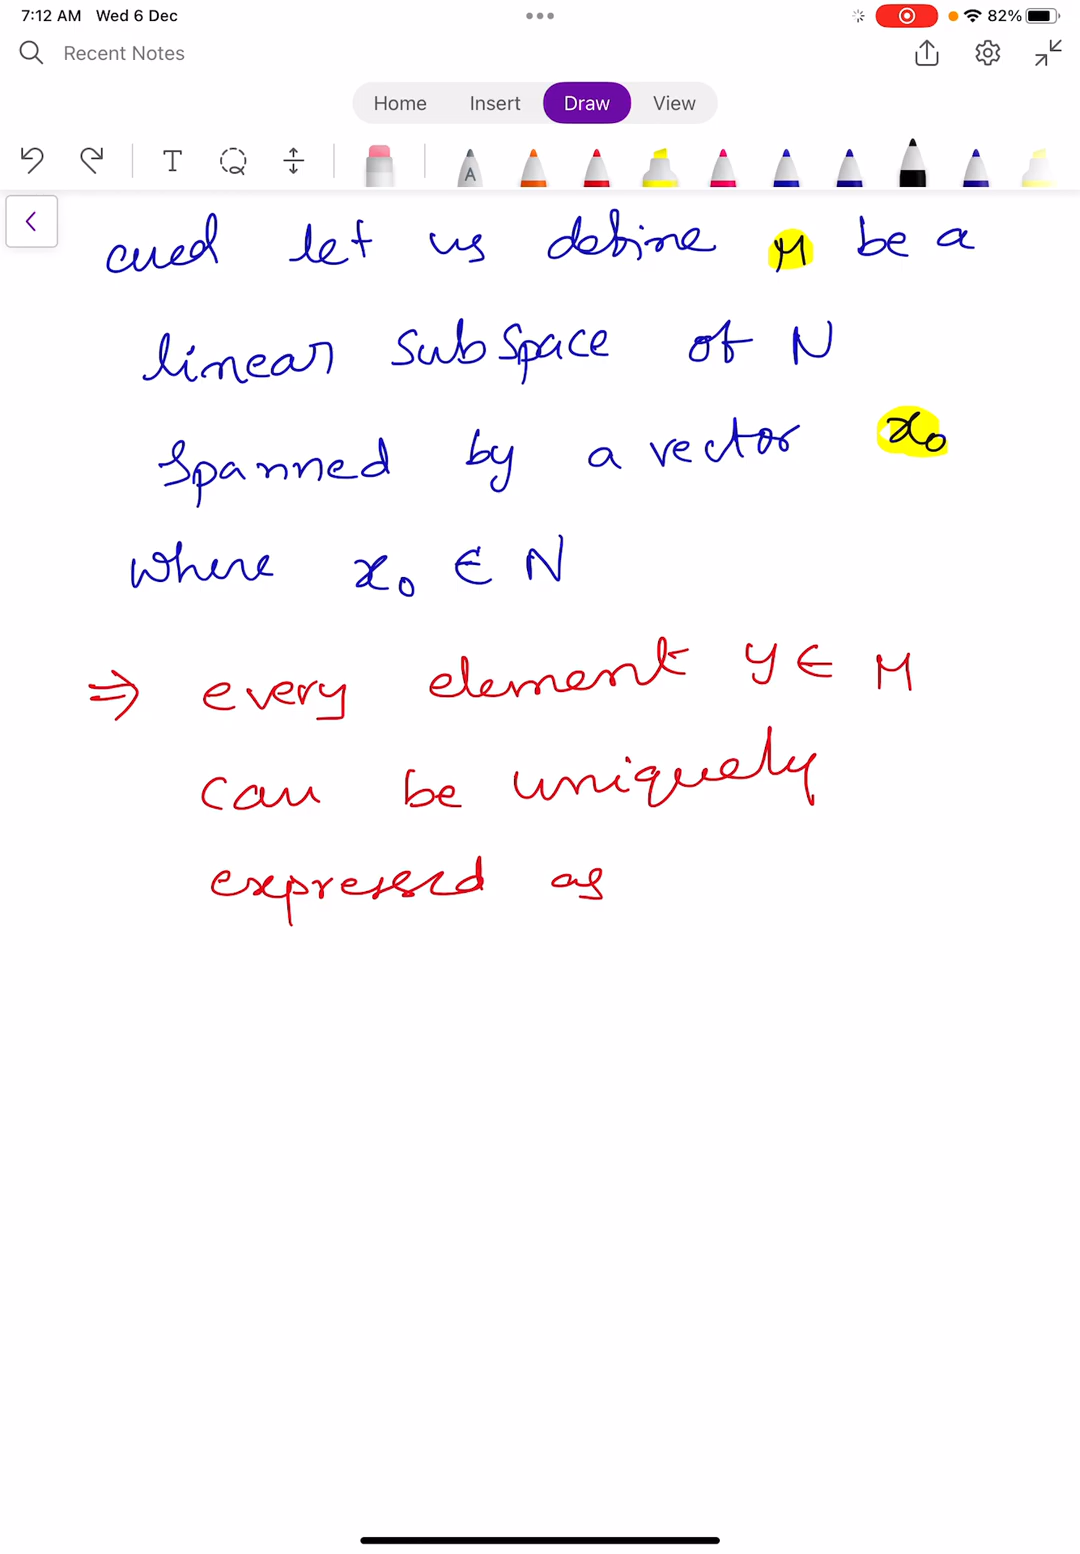 7:12 AM Wed 6 Dec 82%
Recent Notes
Home Insert Draw View
T A
and let us define M be a
linear subspace of N
spanned by a vector x₀
where x₀ ∈ N
⇒ every element y ∈ M
can be uniquely
expressed as